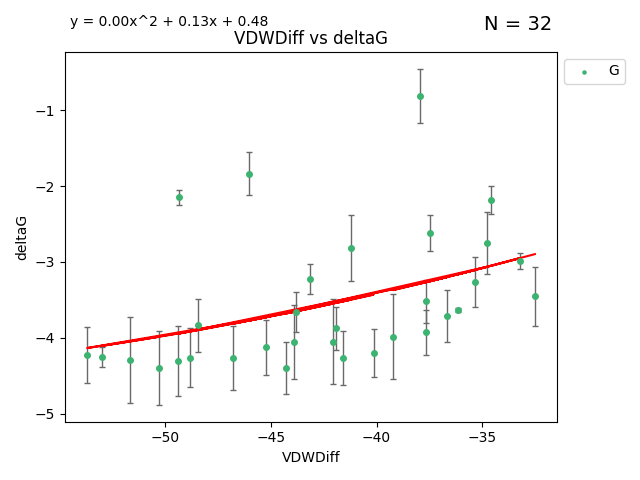 y = 0.00x^2 + 0.13x + 0.48
N = 32
VDWDiff vs deltaG
G
−1
−2
−3
−4
−5
deltaG
−50
−45
−40
−35
VDWDiff